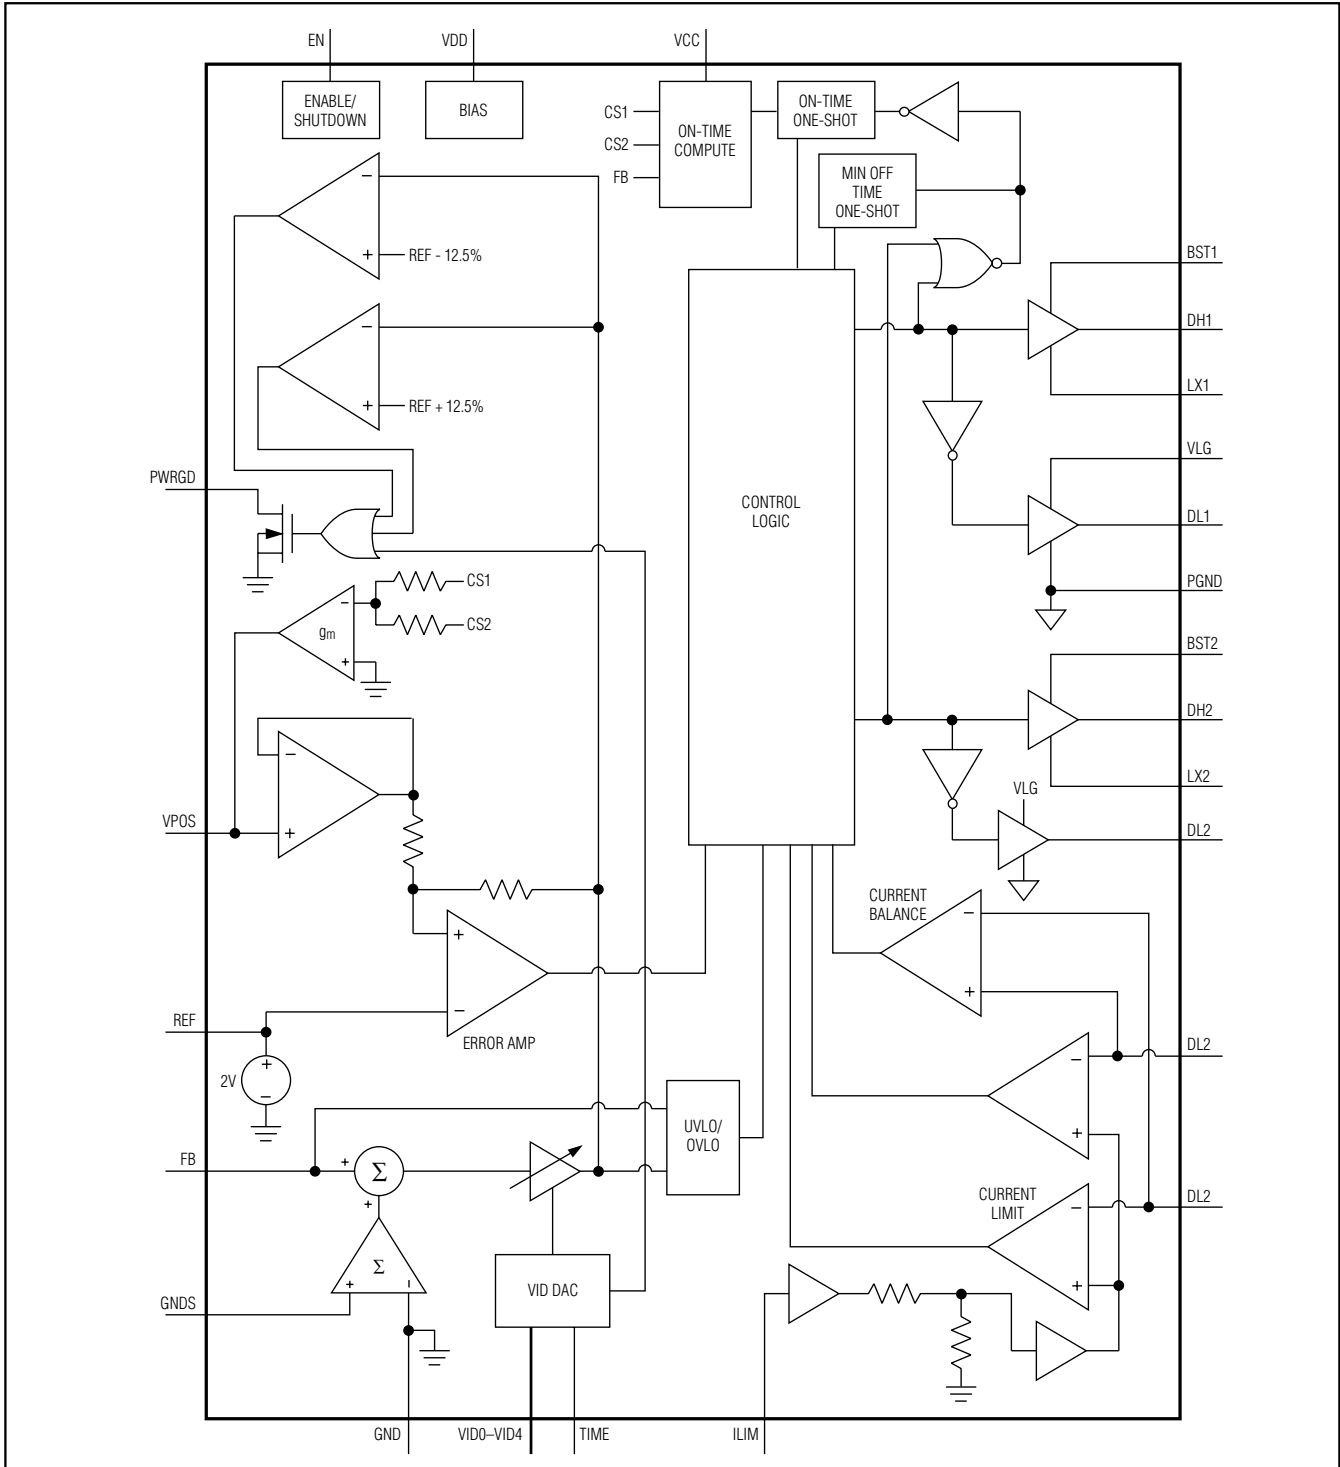 EN
VDD
VCC
ENABLE/
SHUTDOWN
BIAS
CS1
CS2
FB
ON-TIME
COMPUTE
ON-TIME
ONE-SHOT
MIN OFF
TIME
ONE-SHOT
−
+
REF - 12.5%
−
+
REF + 12.5%
BST1
DH1
LX1
VLG
DL1
PGND
PWRGD
CONTROL
LOGIC
CS1
CS2
−
gm
+
BST2
DH2
LX2
VLG
DL2
−
+
VPOS
CURRENT
BALANCE
−
+
+
−
ERROR AMP
REF
2V
+
−
DL2
−
+
UVLO/
OVLO
FB
+
Σ
+
Σ
+
−
CURRENT
LIMIT
DL2
−
+
VID DAC
GNDS
GND
VID0–VID4
TIME
ILIM